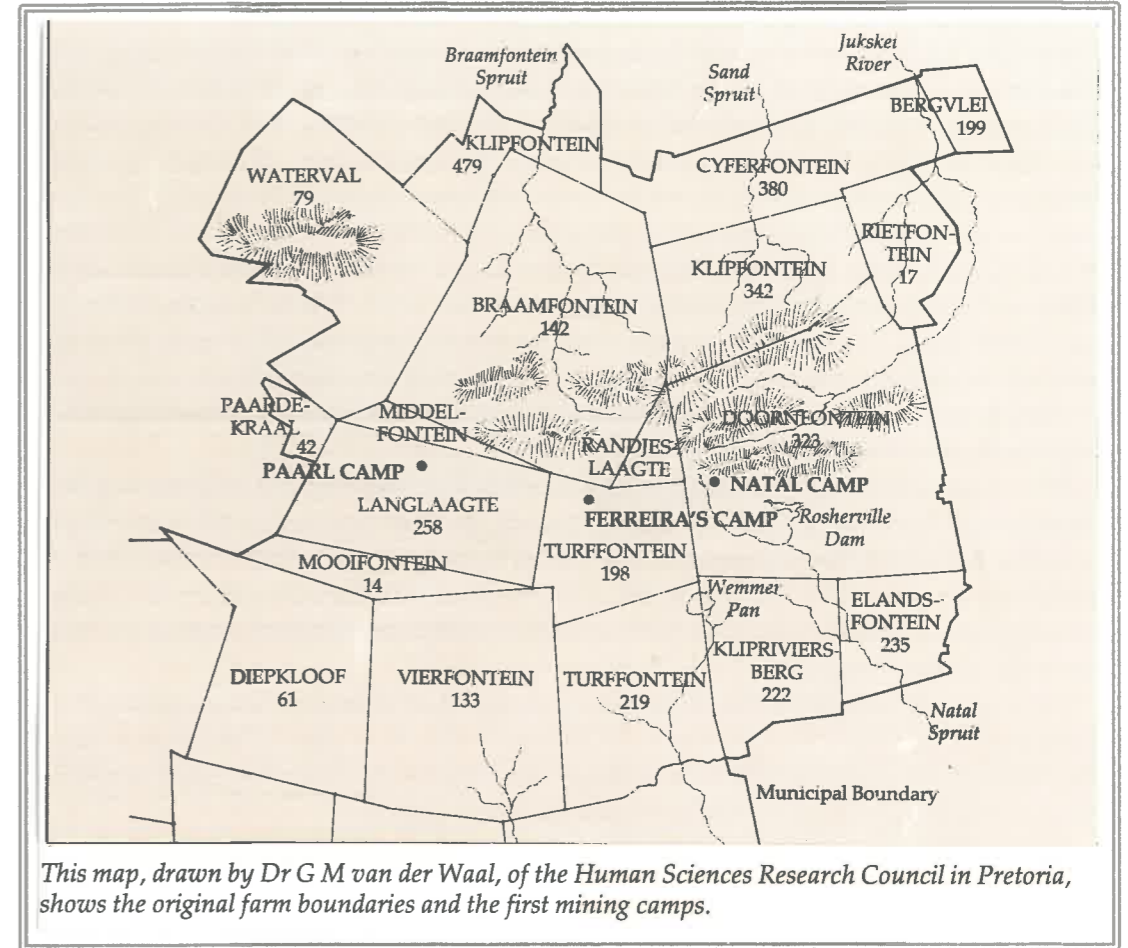 Braamfontein
Spruit
Jukskei
River
Sand
Spruit
BERGVLEI
199
KLIPFONTEIN
479
CYFERFONTEIN
380
WATERVAL
79
RIETFON-
TEIN
17
KLIPFONTEIN
342
BRAAMFONTEIN
142
PAARDE-
KRAAL
42
MIDDEL-
FONTEIN
DOORNFONTEIN
323
RANDJES-
LAAGTE
PAARL CAMP
NATAL CAMP
LANGLAAGTE
258
FERREIRA'S CAMP
Rosherville
Dam
TURFFONTEIN
198
MOOIFONTEIN
14
Wemmer
Pan
ELANDS-
FONTEIN
235
KLIPRIVIERS-
BERG
222
DIEPKLOOF
61
VIERFONTEIN
133
TURFFONTEIN
219
Natal
Spruit
Municipal Boundary
This map, drawn by Dr G M van der Waal, of the Human Sciences Research Council in Pretoria,
shows the original farm boundaries and the first mining camps.